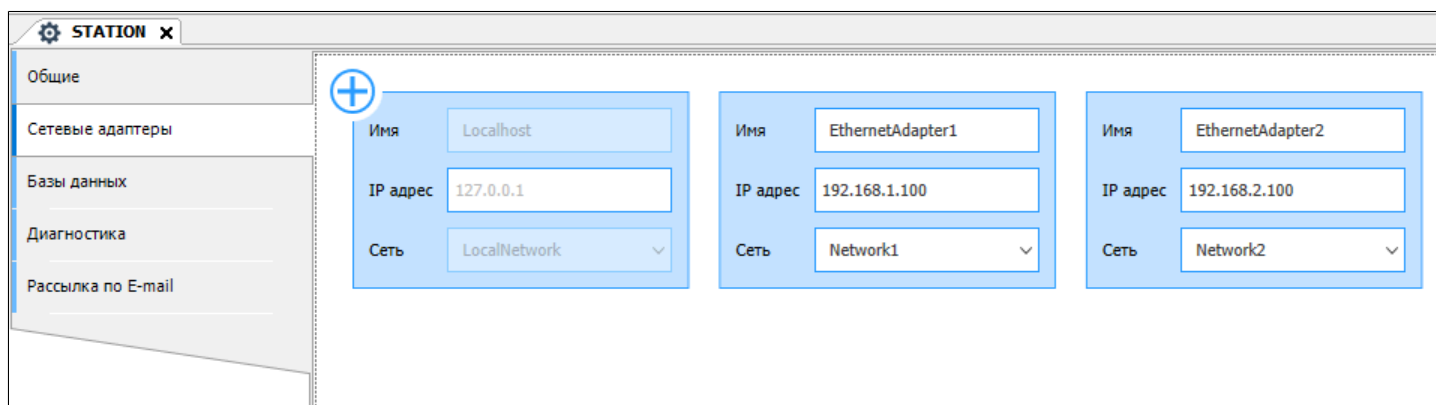 STATION
Общие
Сетевые адаптеры
Базы данных
Диагностика
Рассылка по E-mail
Имя Localhost
IP адрес 127.0.0.1
Сеть LocalNetwork
Имя EthernetAdapter1
IP адрес 192.168.1.100
Сеть Network1
Имя EthernetAdapter2
IP адрес 192.168.2.100
Сеть Network2